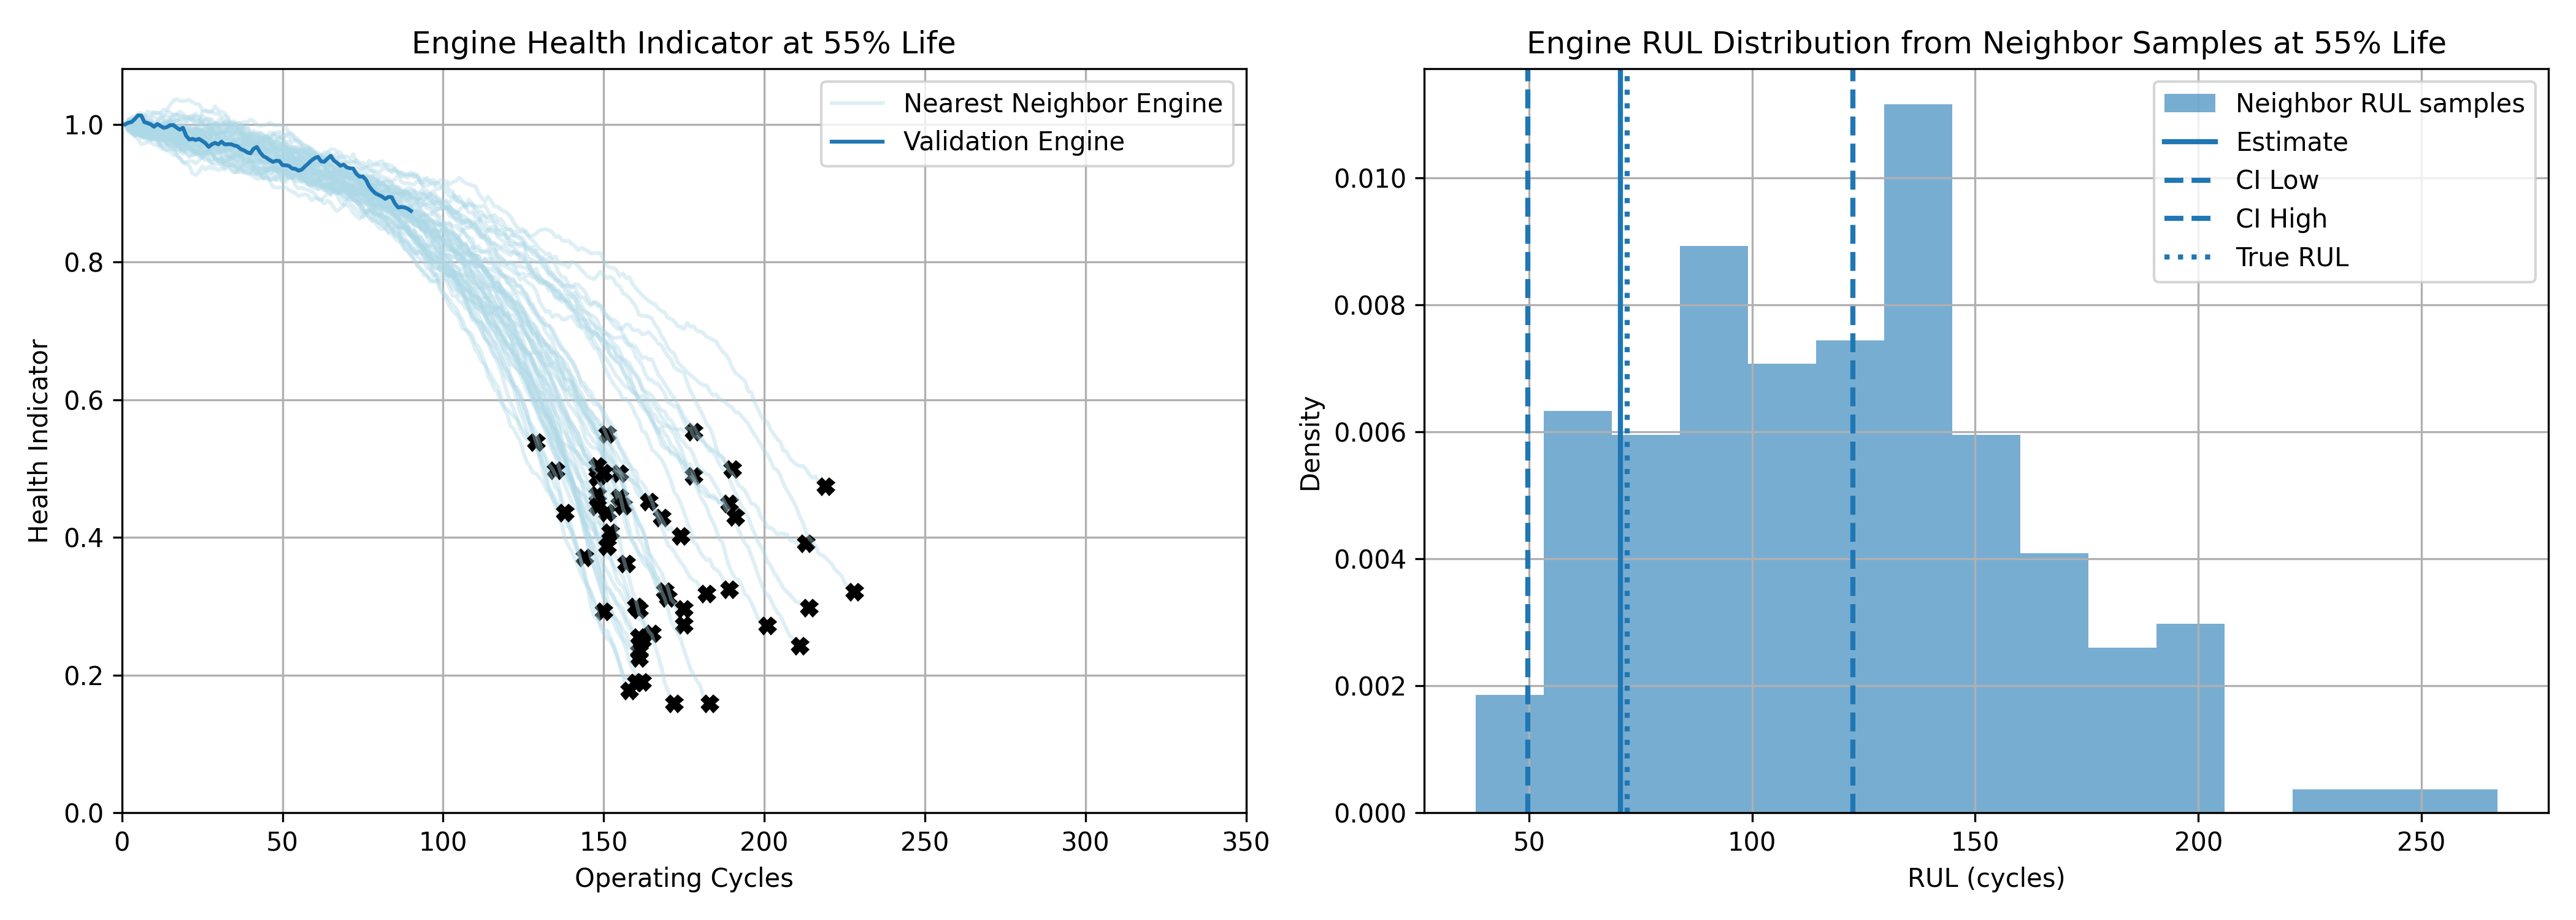 Engine Health Indicator at 55% Life
Nearest Neighbor Engine
Validation Engine
1.0
0.8
0.6
0.4
0.2
0.0
Health Indicator
0 50 100 150 200 250 300 350
Operating Cycles
Engine RUL Distribution from Neighbor Samples at 55% Life
Neighbor RUL samples
Estimate
CI Low
CI High
True RUL
0.010
0.008
0.006
0.004
0.002
0.000
Density
50 100 150 200 250
RUL (cycles)